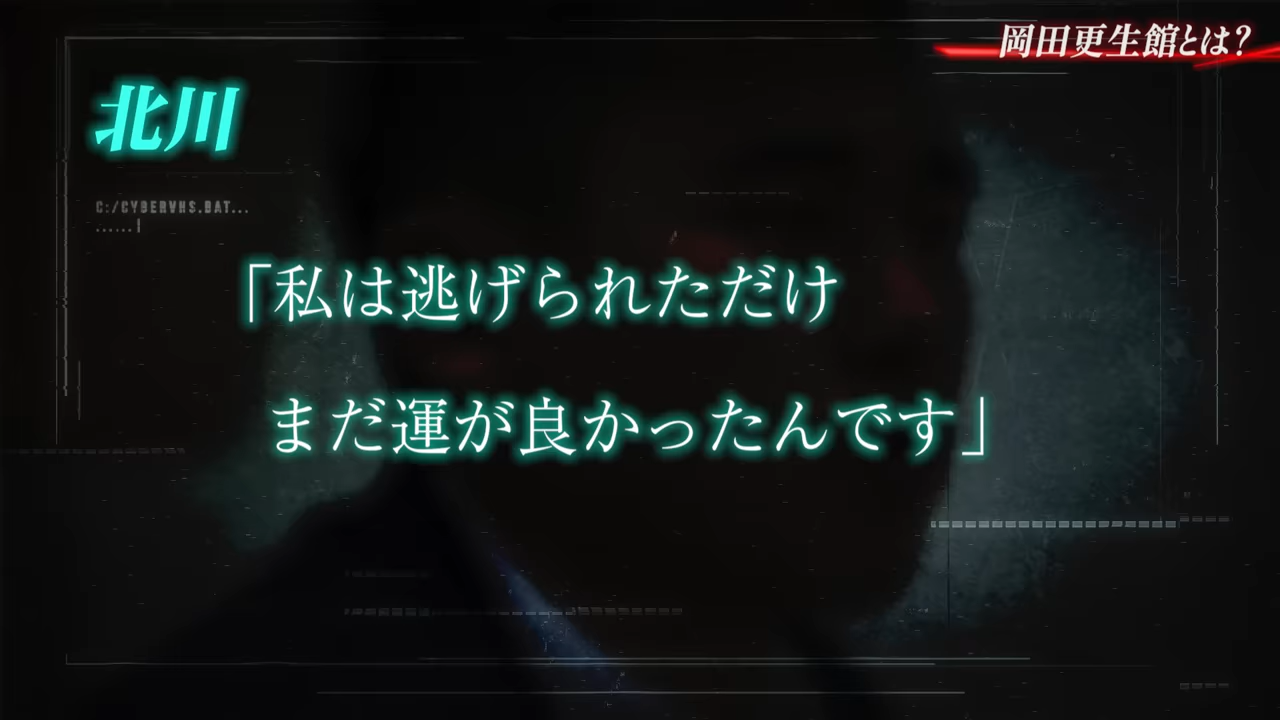 岡田更生館とは?
北川
C:/CYBERVHS.BAT...
......|
「私は逃げられただけ
まだ運が良かったんです」